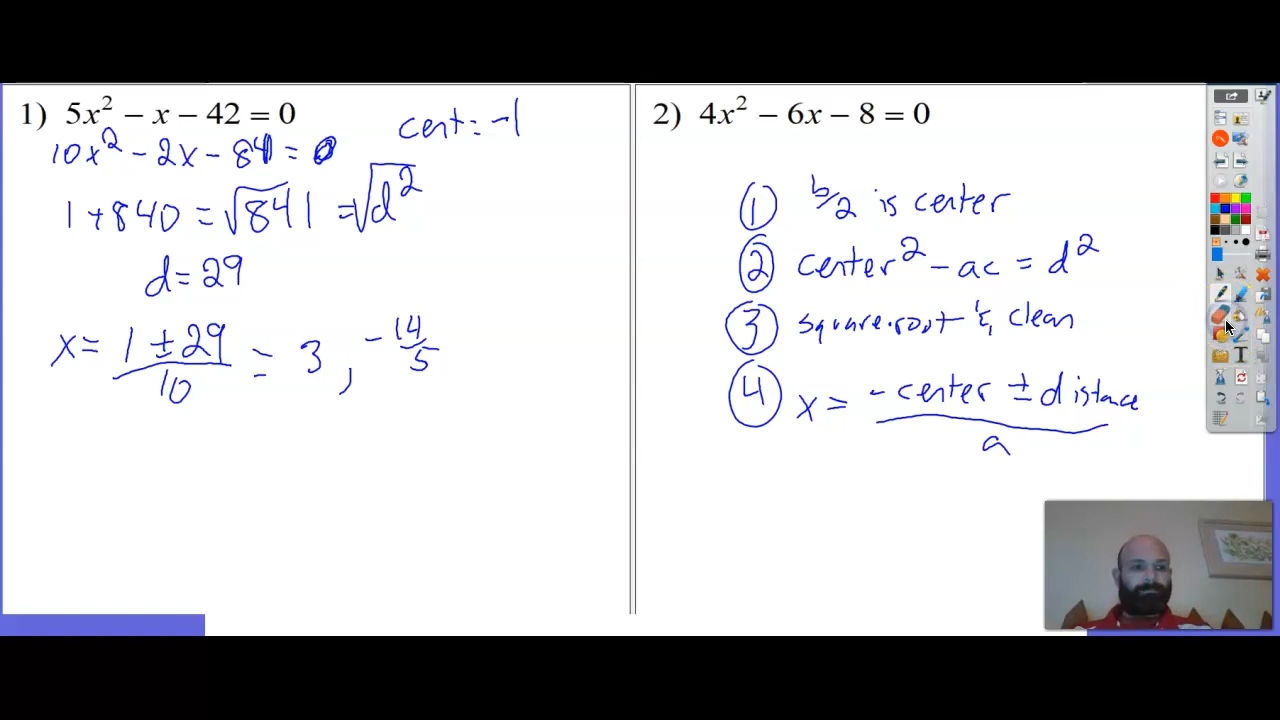 1) 5x² − x − 42 = 0
cent = -1
10x² - 2x - 84 = 0
1 + 840 = √841 = √d²
d = 29
x = (1 ± 29)/10 = 3, -14/5
2) 4x² − 6x − 8 = 0
① b/2 is center
② center² - ac = d²
③ square root & clean
④ x = (-center ± distance)/a